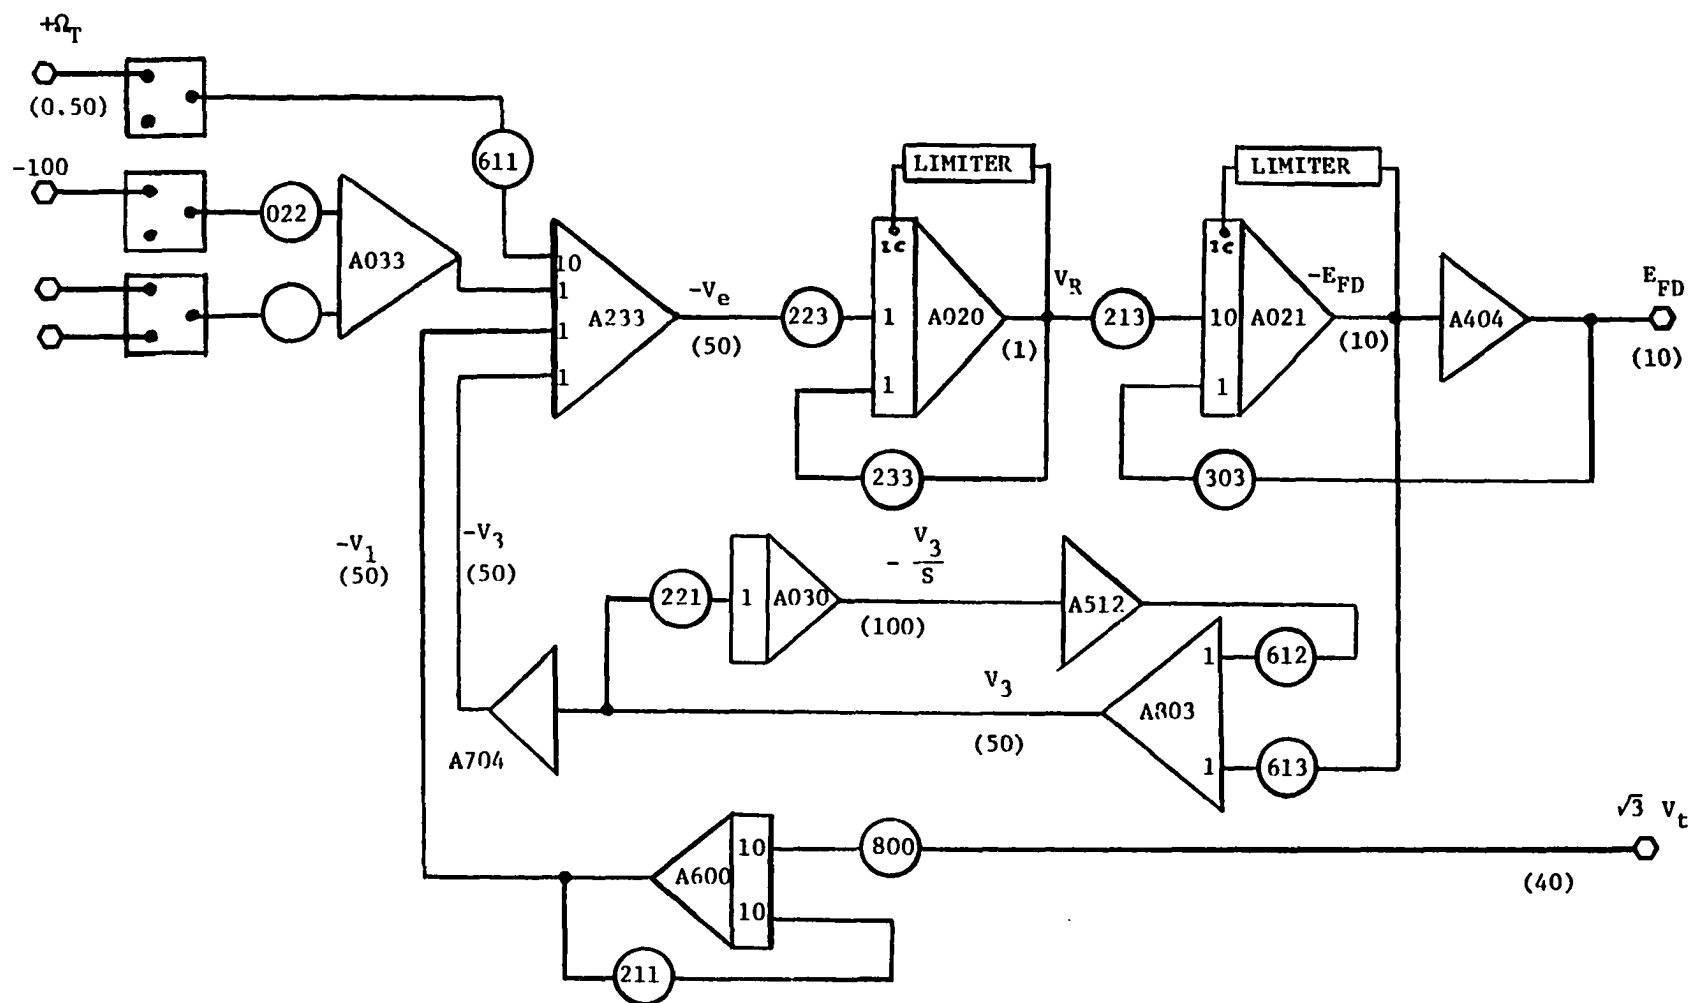 +Ω_T
(0.50)
-100
611
022
A033
10
1
1
1
A233
-V_e
(50)
223
LIMITER
IC
1
1
A020
V_R
(1)
233
213
LIMITER
IC
10
1
A021
-E_FD
(10)
303
A404
E_FD
(10)
-V_1
(50)
-V_3
(50)
221
1
A030
- V_3/S
(100)
A512
612
1
A803
1
613
V_3
(50)
A704
√3 V_t
(40)
800
10
10
A600
211